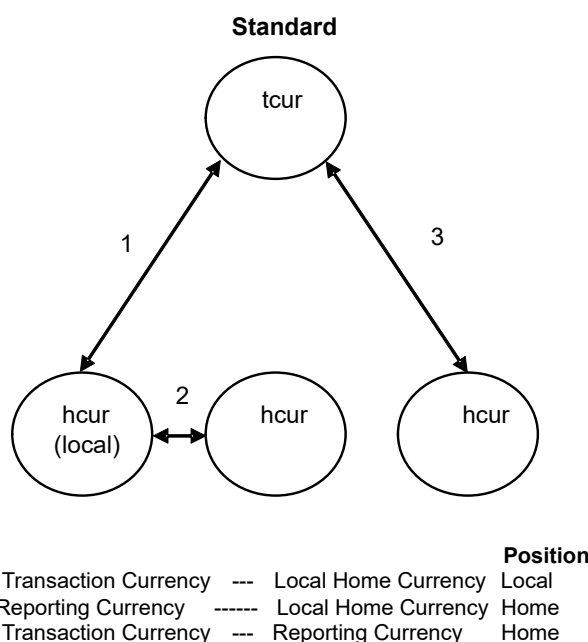 Standard
tcur
1
3
2
hcur
(local)
hcur
hcur
Position
Transaction Currency --- Local Home Currency Local
Reporting Currency ------ Local Home Currency Home
Transaction Currency --- Reporting Currency Home